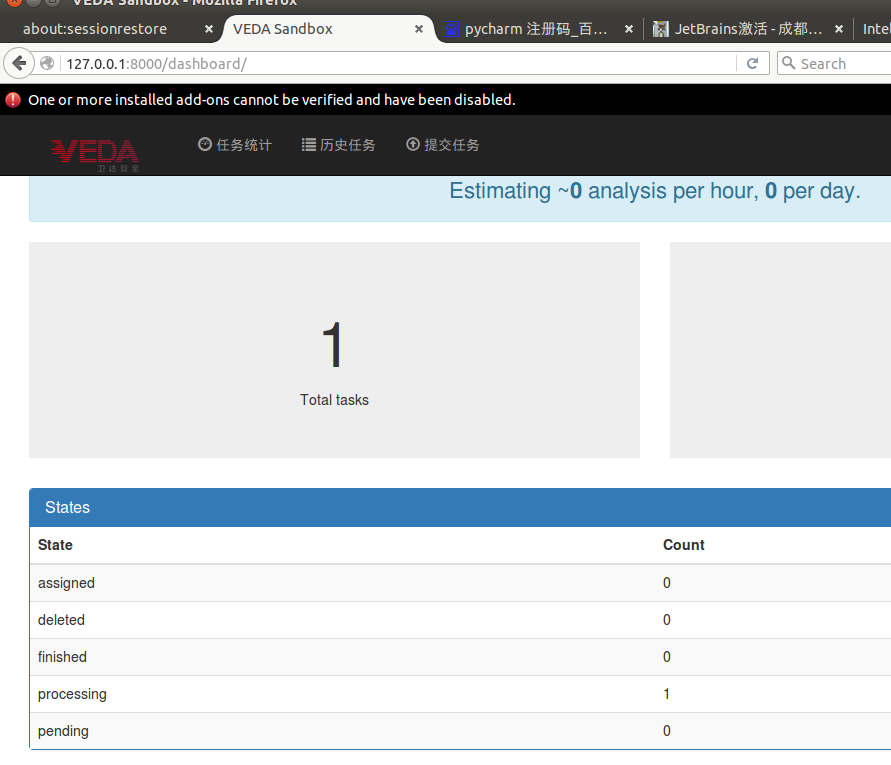 VEDA Sandbox - Mozilla Firefox
about:sessionrestore
VEDA Sandbox
pycharm 注册码_百...
JetBrains激活 - 成都...
Intel
127.0.0.1:8000/dashboard/
Search
One or more installed add-ons cannot be verified and have been disabled.
VEDA
任务统计
历史任务
提交任务
Estimating ~0 analysis per hour, 0 per day.
1
Total tasks
States
State Count
assigned 0
deleted 0
finished 0
processing 1
pending 0